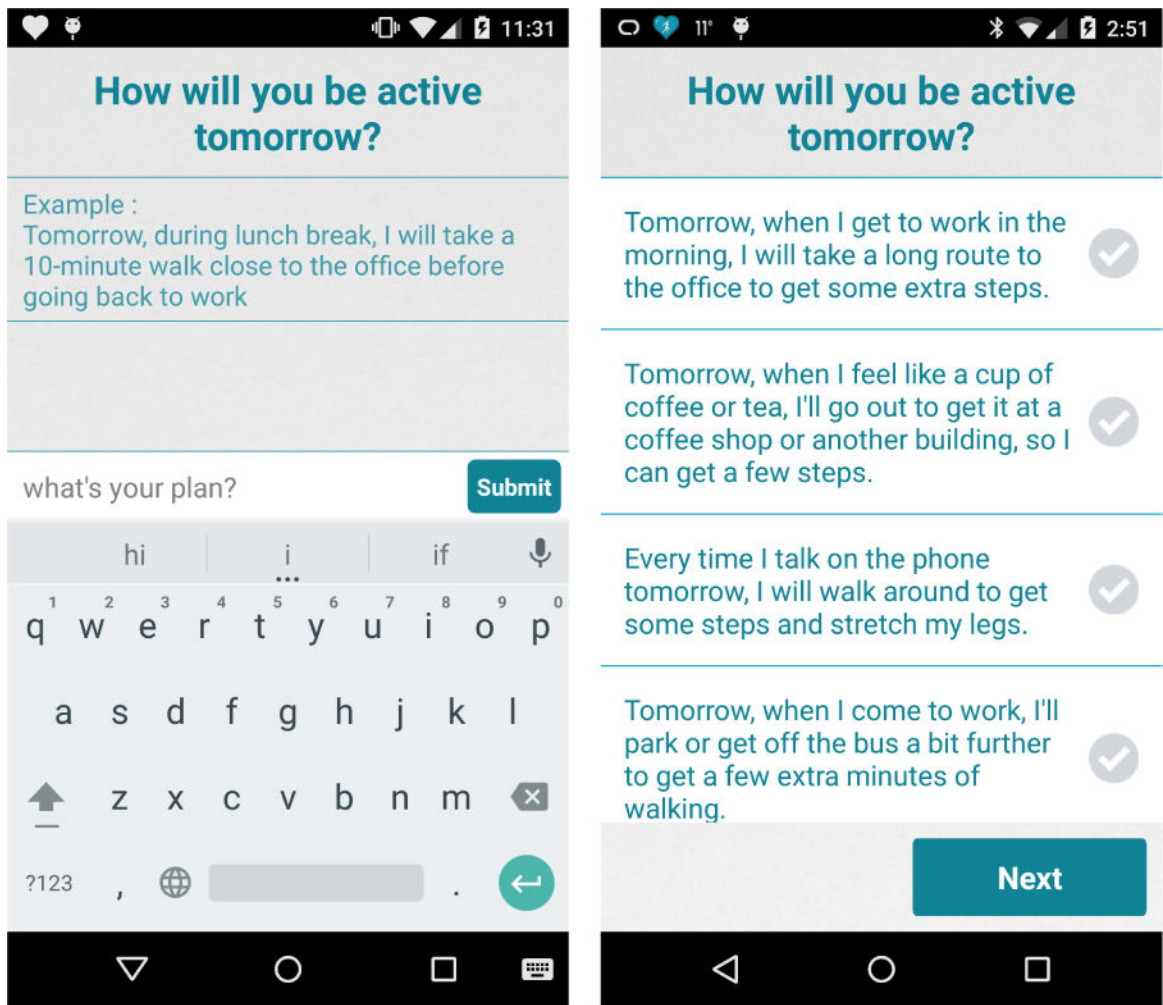 11:31
How will you be active
tomorrow?
Example :
Tomorrow, during lunch break, I will take a
10-minute walk close to the office before
going back to work
what's your plan?
Submit
hi i if
1 2 3 4 5 6 7 8 9 0
q w e r t y u i o p
a s d f g h j k l
z x c v b n m
?123 , .
11° 2:51
How will you be active
tomorrow?
Tomorrow, when I get to work in the
morning, I will take a long route to
the office to get some extra steps.
Tomorrow, when I feel like a cup of
coffee or tea, I'll go out to get it at a
coffee shop or another building, so I
can get a few steps.
Every time I talk on the phone
tomorrow, I will walk around to get
some steps and stretch my legs.
Tomorrow, when I come to work, I'll
park or get off the bus a bit further
to get a few extra minutes of
walking.
Next